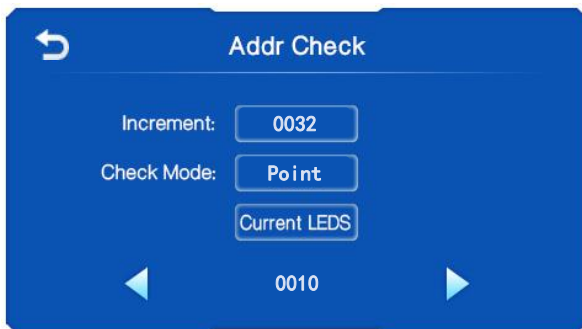 Addr Check
Increment: 0032
Check Mode: Point
Current LEDS
0010